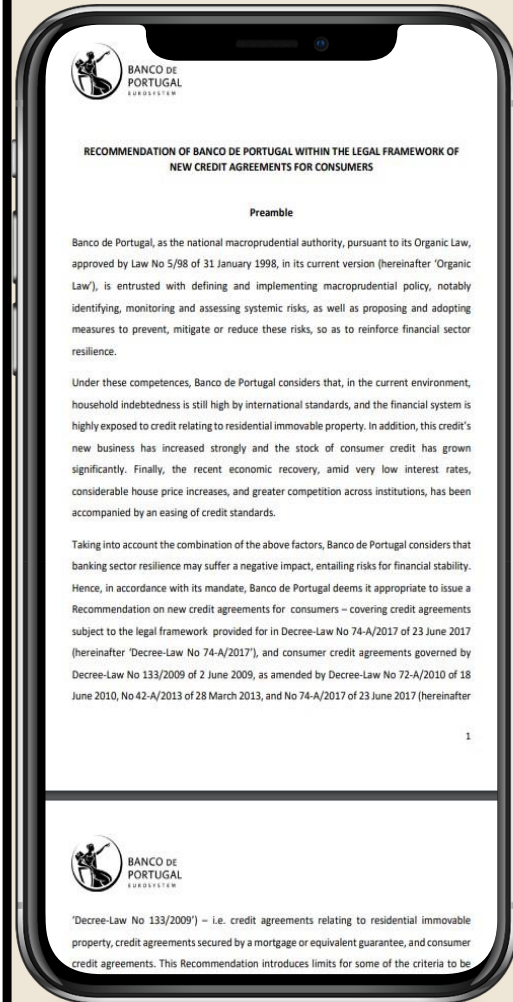 BANCO DE
PORTUGAL
EUROSYSTEM
RECOMMENDATION OF BANCO DE PORTUGAL WITHIN THE LEGAL FRAMEWORK OF
NEW CREDIT AGREEMENTS FOR CONSUMERS
Preamble
Banco de Portugal, as the national macroprudential authority, pursuant to its Organic Law,
approved by Law No 5/98 of 31 January 1998, in its current version (hereinafter ‘Organic
Law’), is entrusted with defining and implementing macroprudential policy, notably
identifying, monitoring and assessing systemic risks, as well as proposing and adopting
measures to prevent, mitigate or reduce these risks, so as to reinforce financial sector
resilience.
Under these competences, Banco de Portugal considers that, in the current environment,
household indebtedness is still high by international standards, and the financial system is
highly exposed to credit relating to residential immovable property. In addition, this credit’s
new business has increased strongly and the stock of consumer credit has grown
significantly. Finally, the recent economic recovery, amid very low interest rates,
considerable house price increases, and greater competition across institutions, has been
accompanied by an easing of credit standards.
Taking into account the combination of the above factors, Banco de Portugal considers that
banking sector resilience may suffer a negative impact, entailing risks for financial stability.
Hence, in accordance with its mandate, Banco de Portugal deems it appropriate to issue a
Recommendation on new credit agreements for consumers – covering credit agreements
subject to the legal framework provided for in Decree-Law No 74-A/2017 of 23 June 2017
(hereinafter ‘Decree-Law No 74-A/2017’), and consumer credit agreements governed by
Decree-Law No 133/2009 of 2 June 2009, as amended by Decree-Law No 72-A/2010 of 18
June 2010, No 42-A/2013 of 28 March 2013, and No 74-A/2017 of 23 June 2017 (hereinafter
1
BANCO DE
PORTUGAL
EUROSYSTEM
‘Decree-Law No 133/2009’) – i.e. credit agreements relating to residential immovable
property, credit agreements secured by a mortgage or equivalent guarantee, and consumer
credit agreements. This Recommendation introduces limits for some of the criteria to be